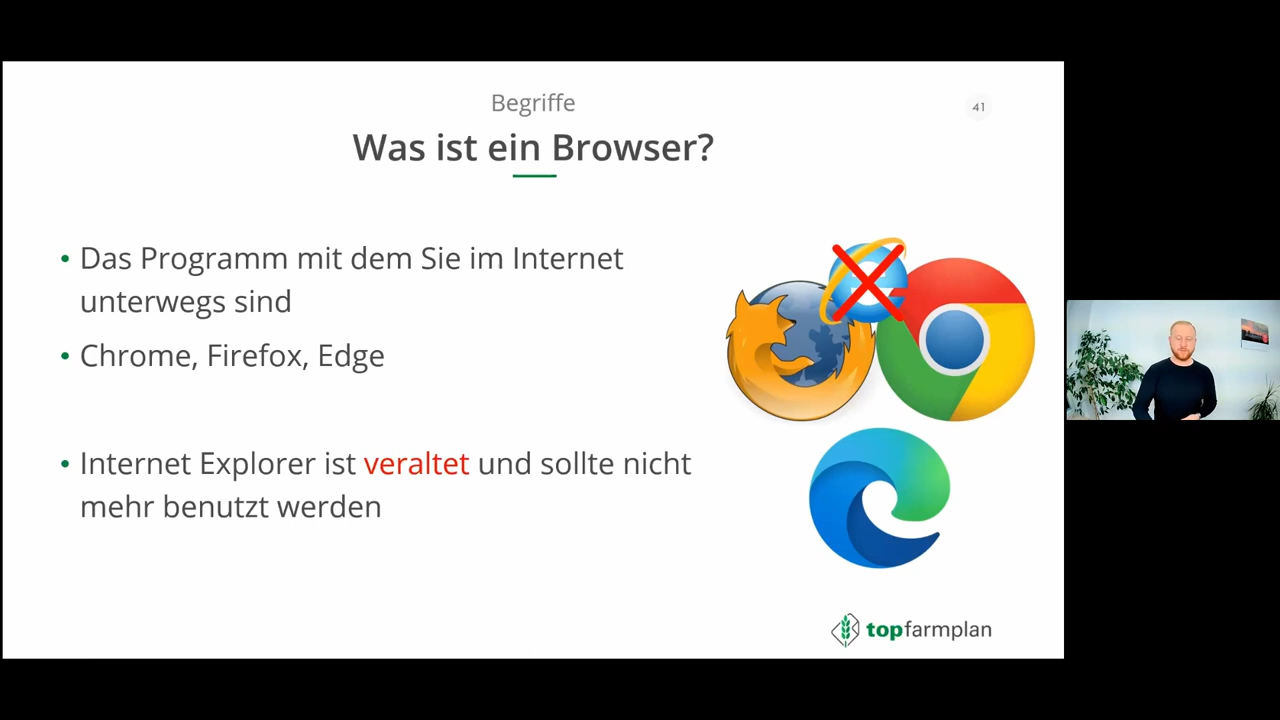 Begriffe
41
Was ist ein Browser?
• Das Programm mit dem Sie im Internet
unterwegs sind
• Chrome, Firefox, Edge
• Internet Explorer ist veraltet und sollte nicht
mehr benutzt werden
topfarmplan